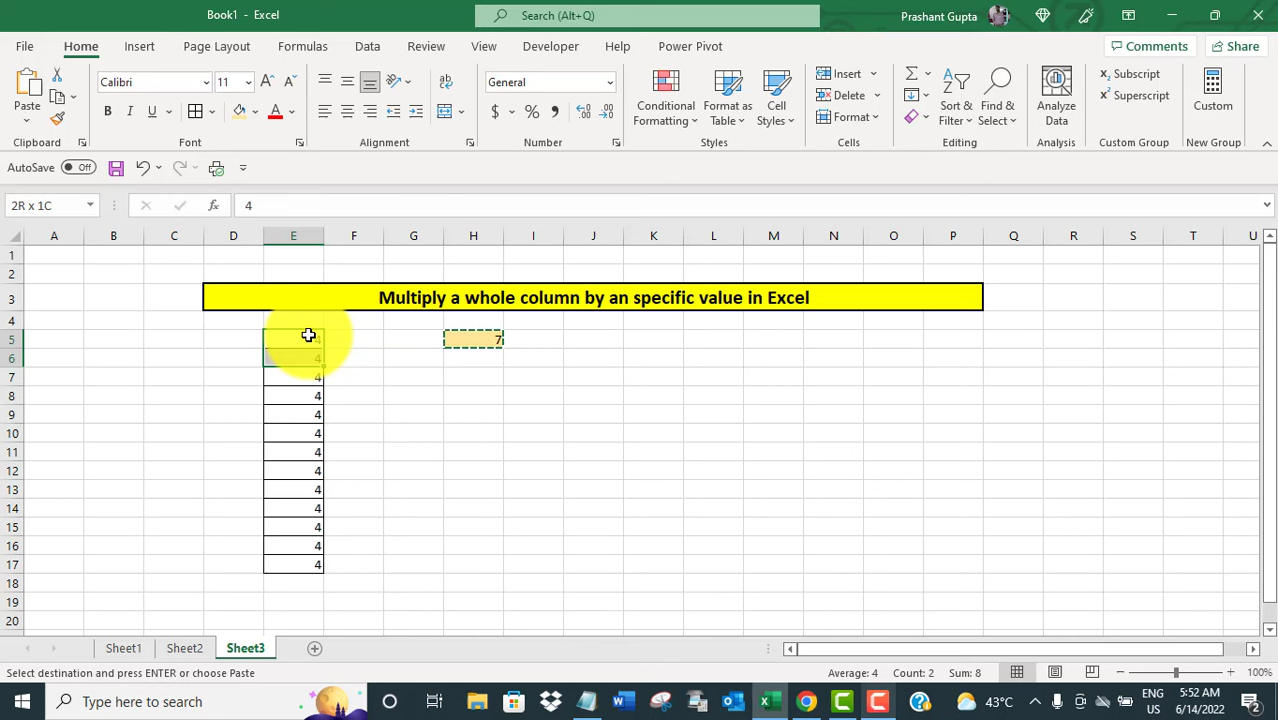 Book1 - Excel
Search (Alt+Q)
Prashant Gupta
File Home Insert Page Layout Formulas Data Review View Developer Help Power Pivot
Comments Share
Paste
Calibri 11
B I U A
General
$ % ,
Conditional Formatting
Format as Table
Cell Styles
Insert
Delete
Format
Sort & Filter
Find & Select
Analyze Data
Subscript
Superscript
Custom
Clipboard Font Alignment Number Styles Cells Editing Analysis Custom Group New Group
AutoSave Off
2R x 1C fx 4
A B C D E F G H I J K L M N O P Q R S T U
1
2
3 Multiply a whole column by an specific value in Excel
4
5 4 7
6 4
7 4
8 4
9 4
10 4
11 4
12 4
13 4
14 4
15 4
16 4
17 4
18
19
20
Sheet1 Sheet2 Sheet3
Select destination and press ENTER or choose Paste Average: 4 Count: 2 Sum: 8 100%
Type here to search
43°C
ENG
US
5:52 AM
6/14/2022
2